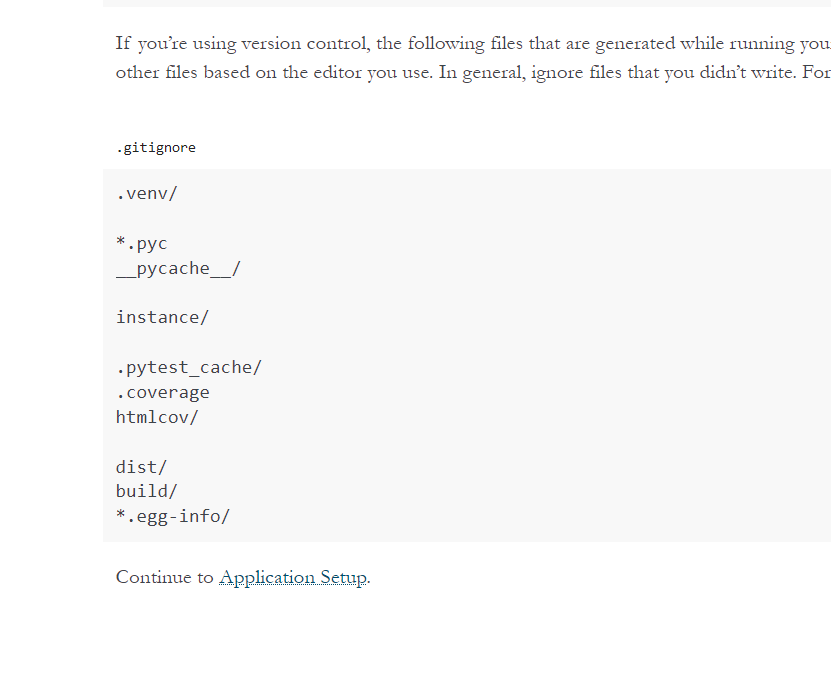 If you’re using version control, the following files that are generated while running
other files based on the editor you use. In general, ignore files that you didn’t write. For
.gitignore
.venv/
*.pyc
__pycache__/
instance/
.pytest_cache/
.coverage
htmlcov/
dist/
build/
*.egg-info/
Continue to Application Setup.